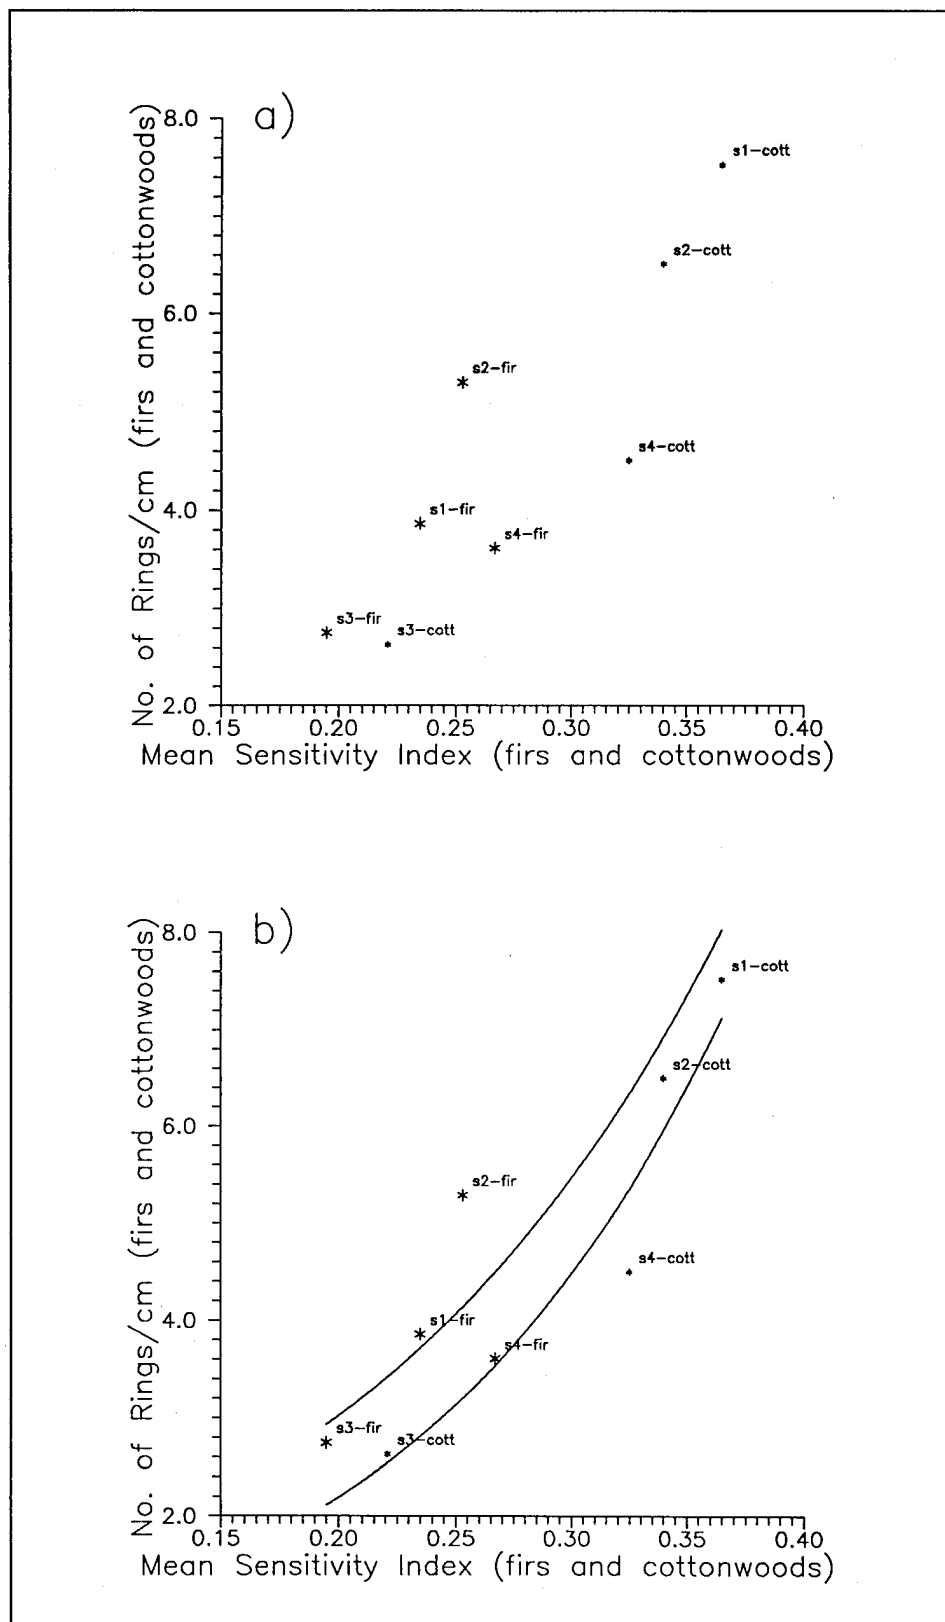 a)
No. of Rings/cm (firs and cottonwoods)
8.0
6.0
4.0
2.0
s1-cott
s2-cott
s2-fir
s4-cott
s1-fir
s4-fir
s3-fir
s3-cott
0.15 0.20 0.25 0.30 0.35 0.40
Mean Sensitivity Index (firs and cottonwoods)
b)
No. of Rings/cm (firs and cottonwoods)
8.0
6.0
4.0
2.0
s1-cott
s2-cott
s2-fir
s4-cott
s1-fir
s4-fir
s3-fir
s3-cott
0.15 0.20 0.25 0.30 0.35 0.40
Mean Sensitivity Index (firs and cottonwoods)